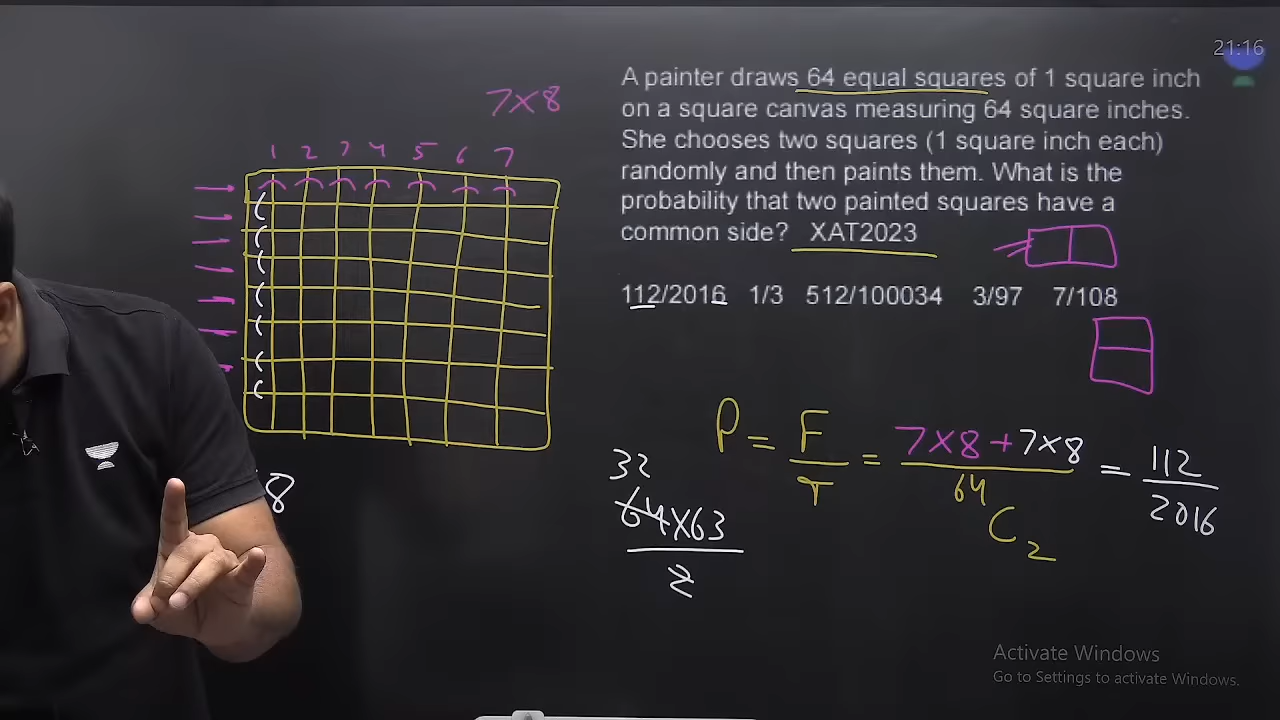 21:16
A painter draws 64 equal squares of 1 square inch
on a square canvas measuring 64 square inches.
She chooses two squares (1 square inch each)
randomly and then paints them. What is the
probability that two painted squares have a
common side? XAT2023
112/2016 1/3 512/100034 3/97 7/108
7×8
1 2 3 4 5 6 7
8
P = F/T = 7×8+7×8 / 64C2 = 112/2016
32
64×63
2
Activate Windows
Go to Settings to activate Windows.